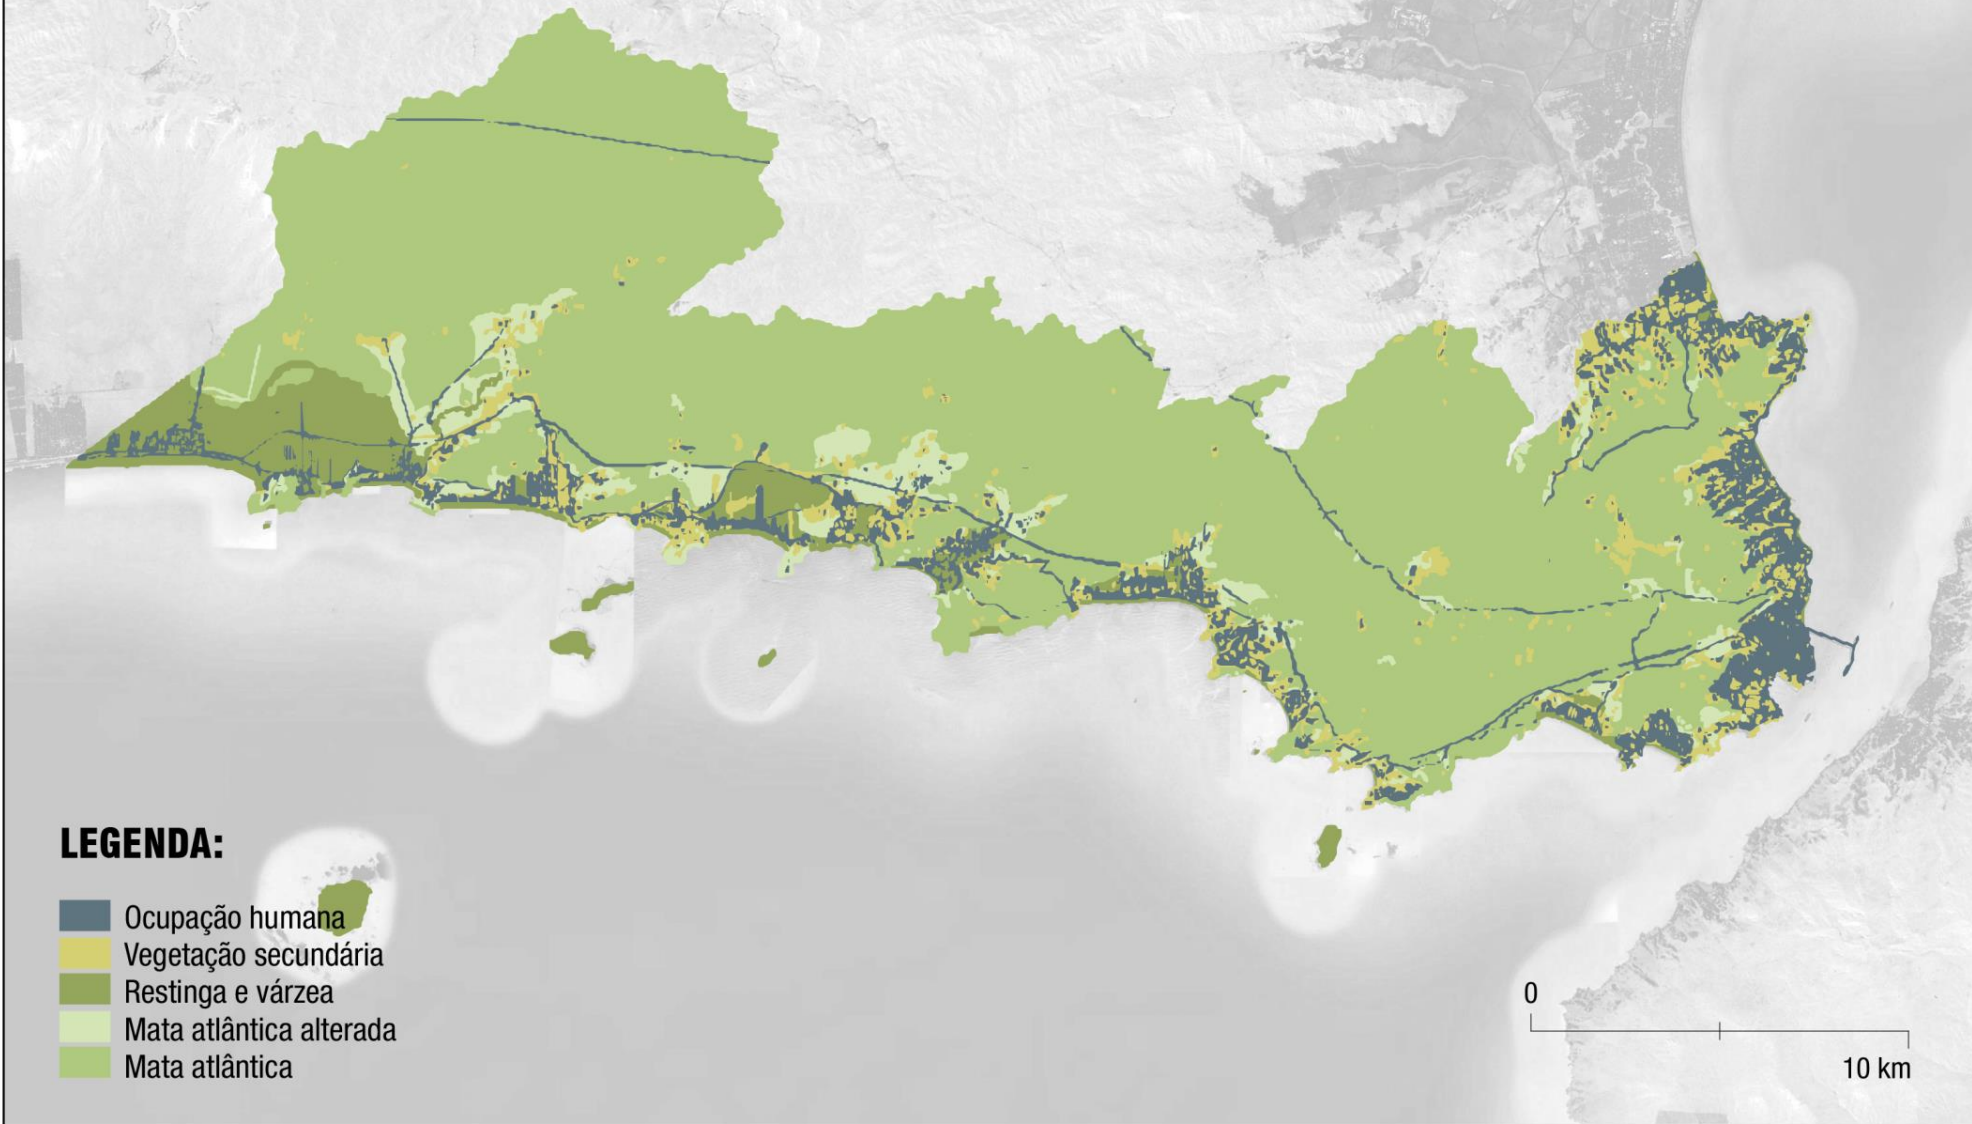 LEGENDA:
Ocupação humana
Vegetação secundária
Restinga e várzea
Mata atlântica alterada
Mata atlântica
0
10 km